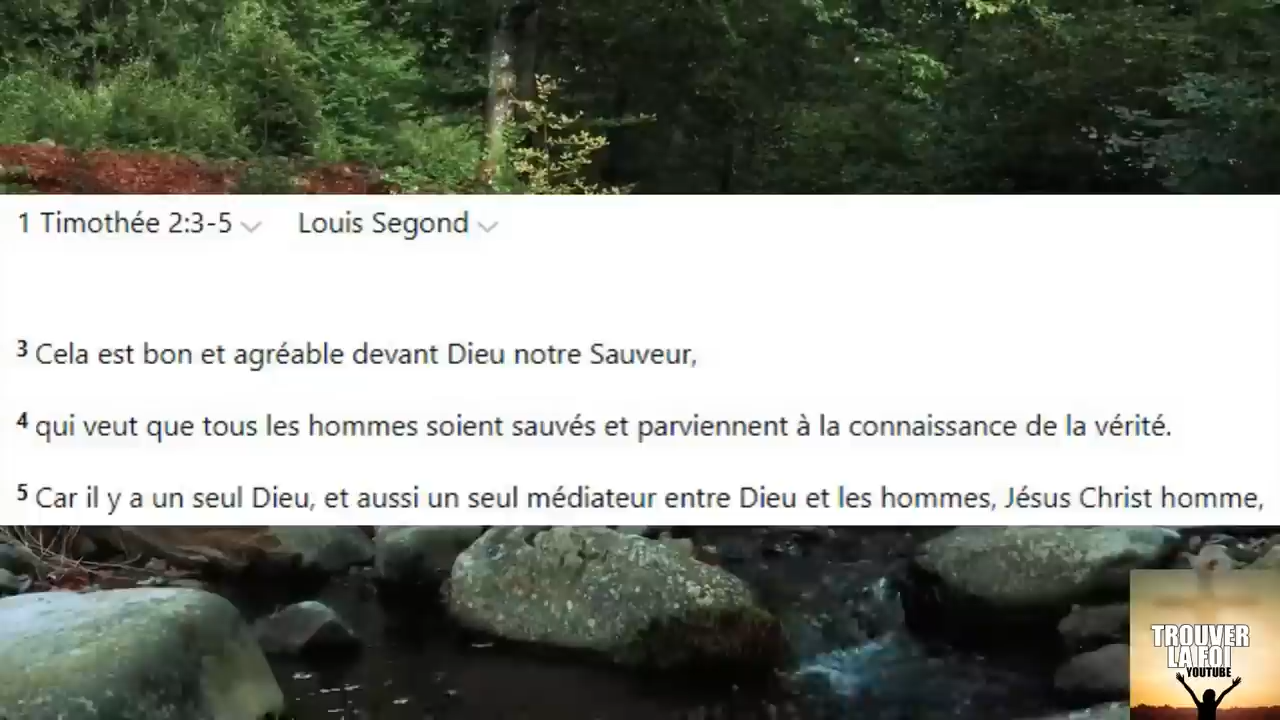 1 Timothée 2:3-5 Louis Segond
3 Cela est bon et agréable devant Dieu notre Sauveur,
4 qui veut que tous les hommes soient sauvés et parviennent à la connaissance de la vérité.
5 Car il y a un seul Dieu, et aussi un seul médiateur entre Dieu et les hommes, Jésus Christ homme,
TROUVER
LA FOI
YOUTUBE